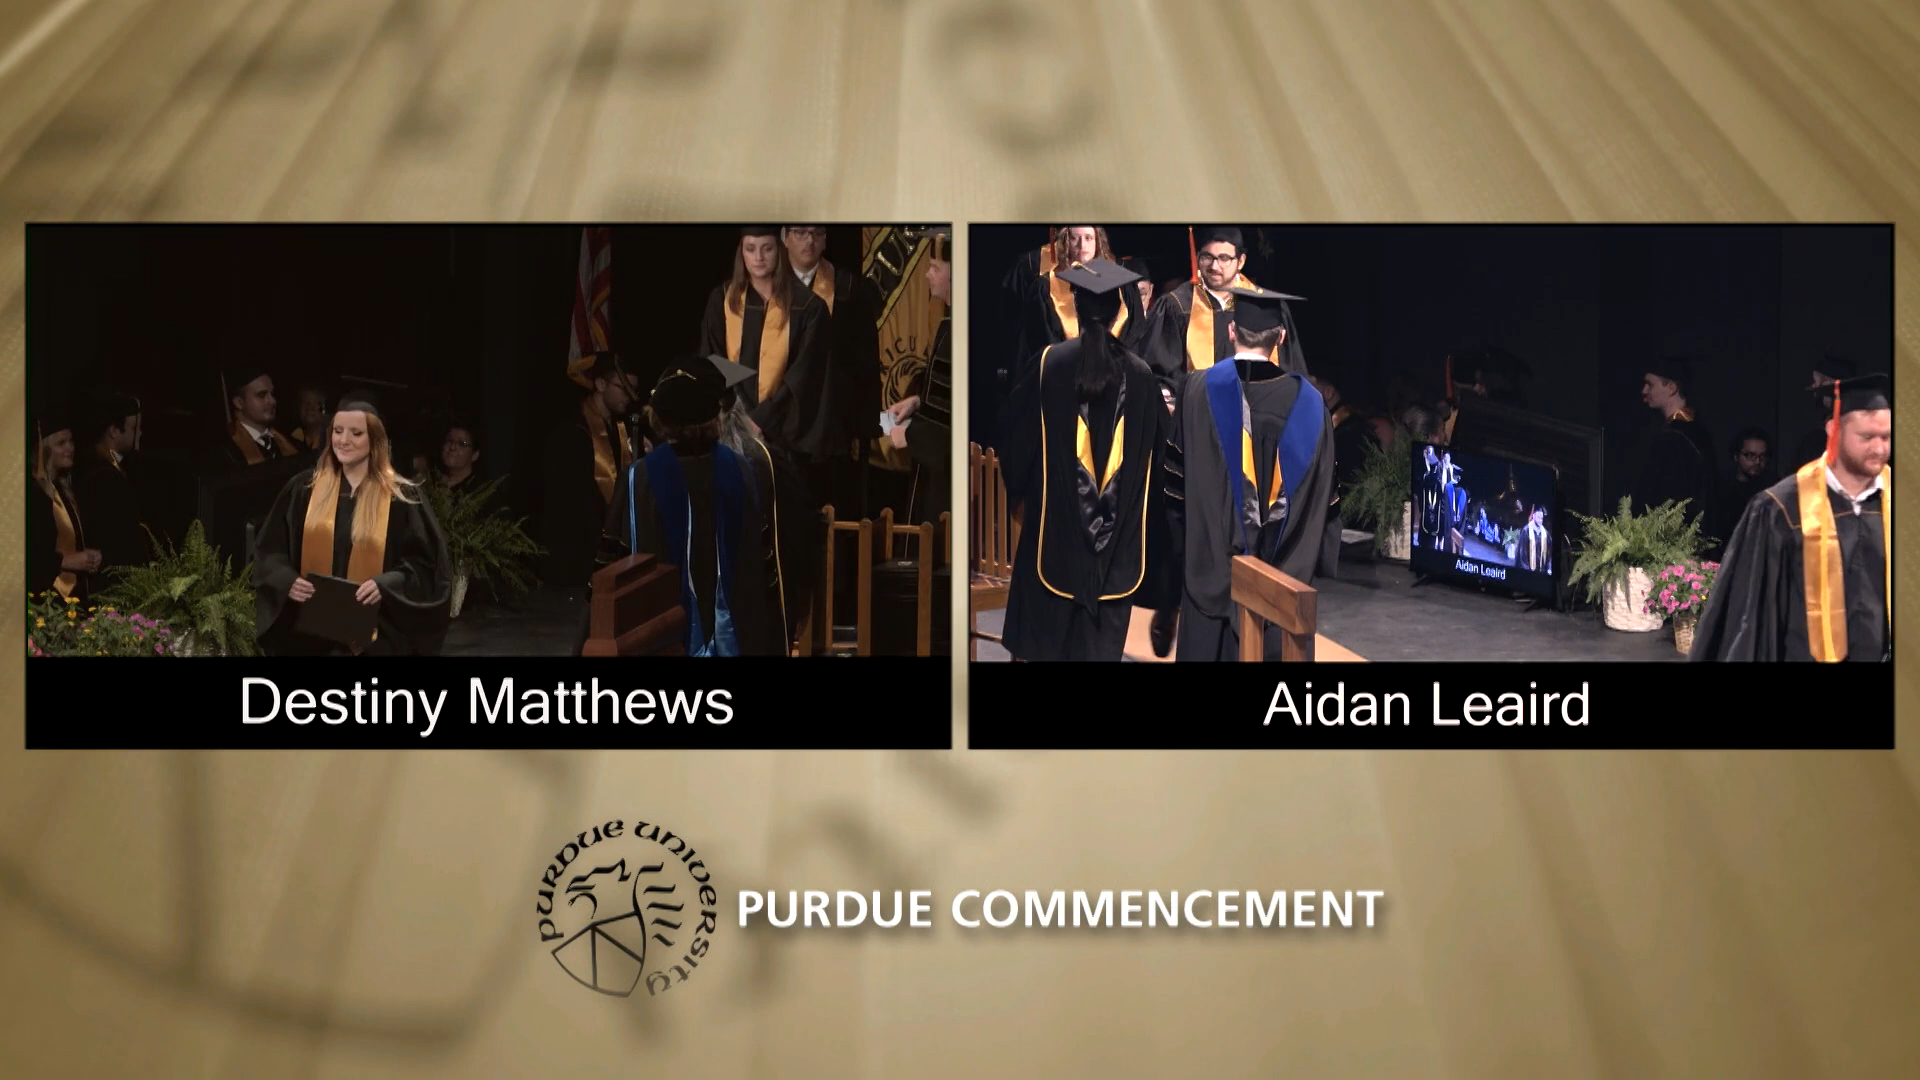 Destiny Matthews
Aidan Leaird
Aidan Leaird
PURDUE UNIVERSITY
PURDUE COMMENCEMENT